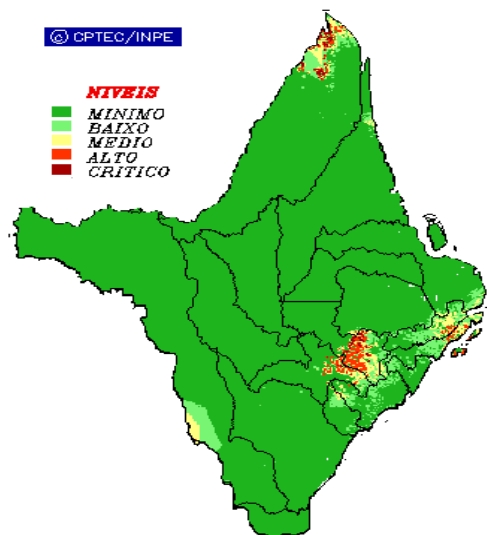 © CPTEC/INPE
NIVEIS
MINIMO
BAIXO
MEDIO
ALTO
CRITICO